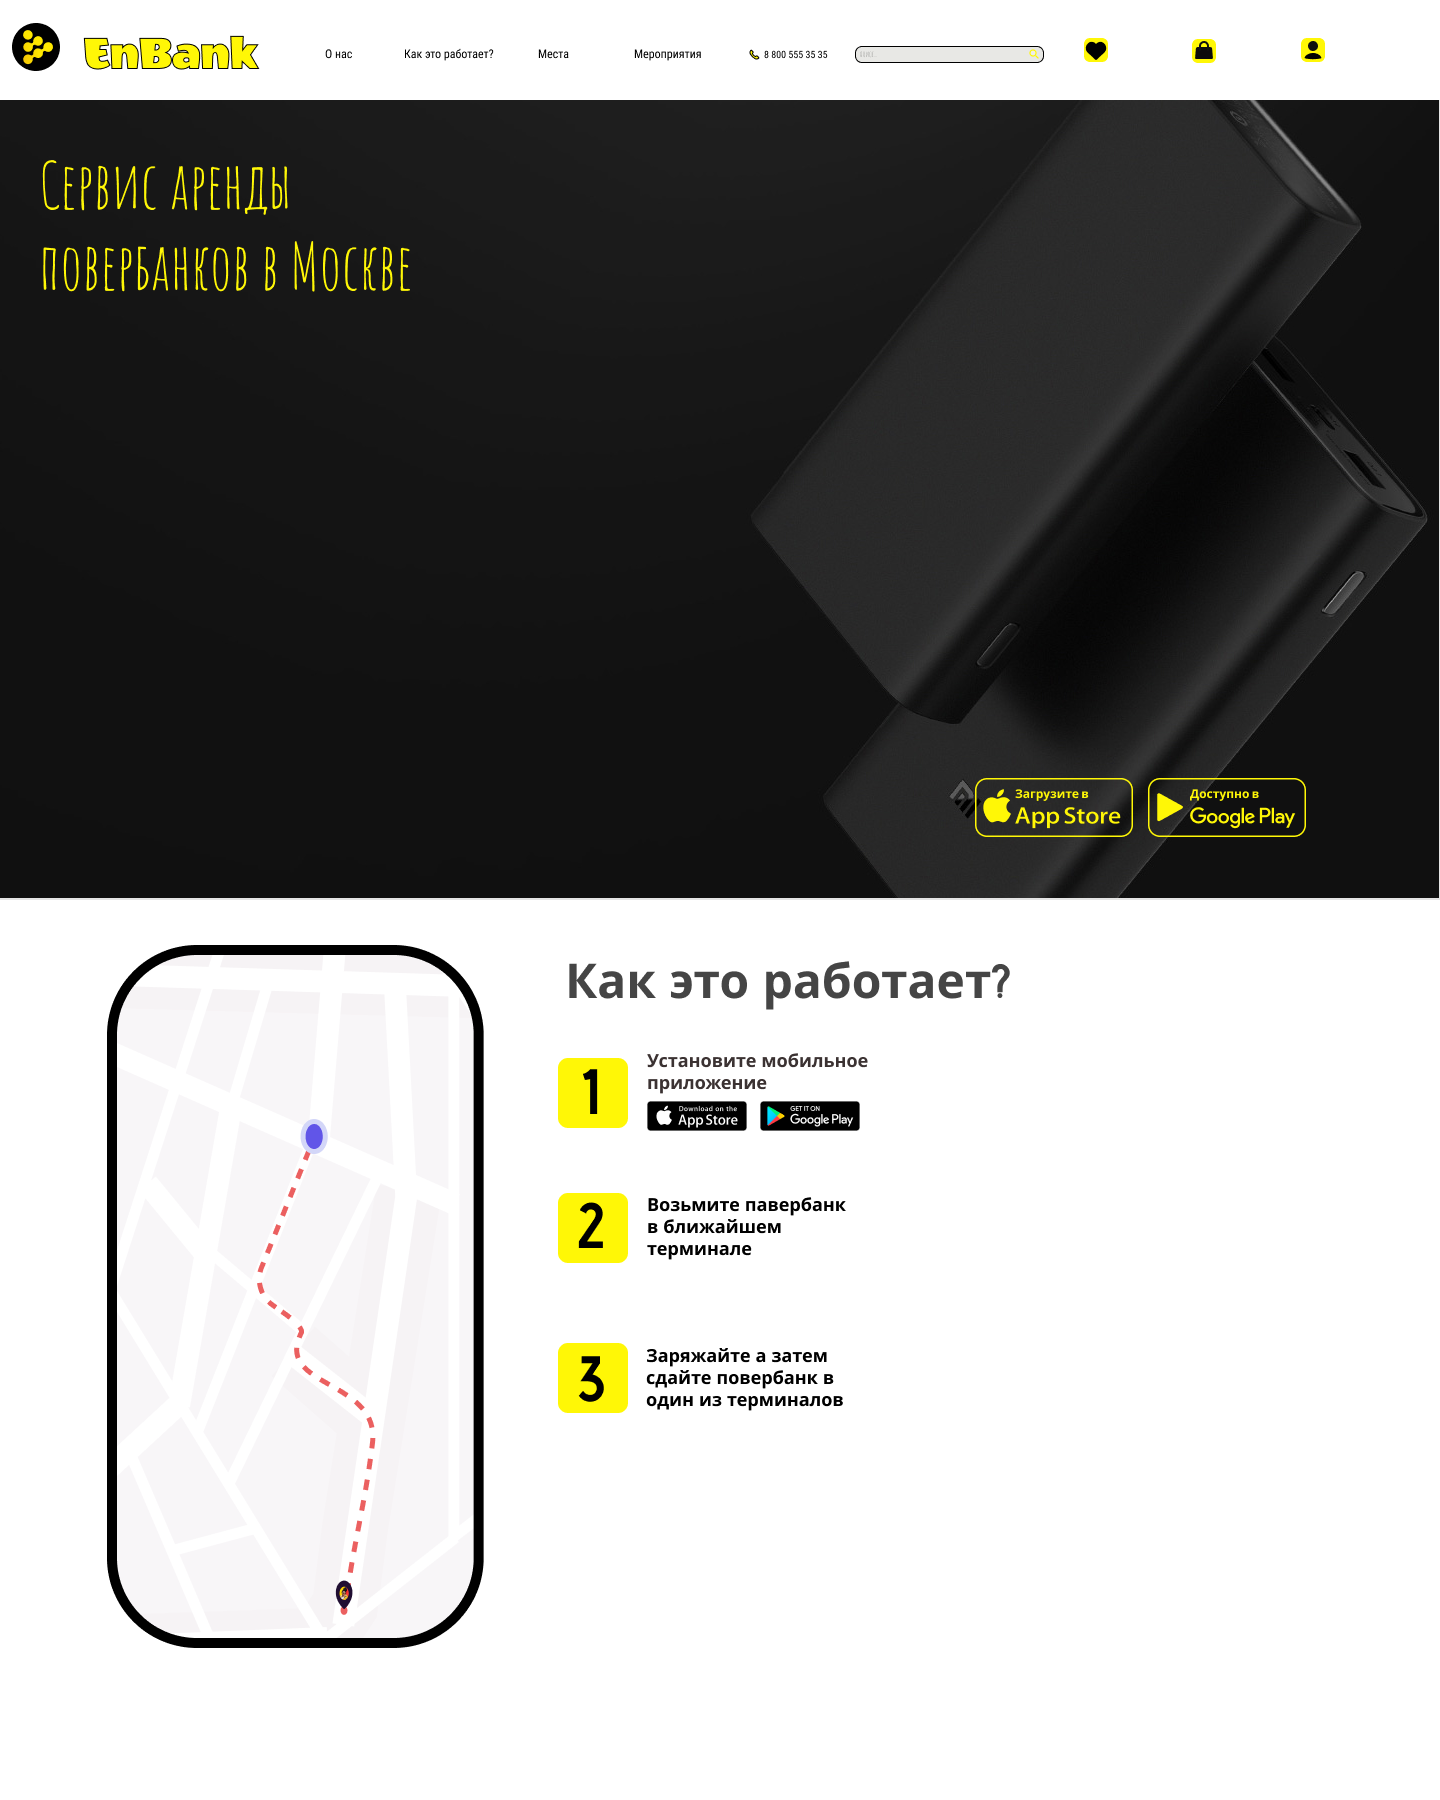 EnBank
О нас
Как это работает?
Места
Мероприятия
8 800 555 35 35
Сервис аренды
повербанков в Москве
Загрузите в
App Store
Доступно в
Google Play
Как это работает?
1
Установите мобильное
приложение
Download on the
App Store
GET IT ON
Google Play
2
Возьмите павербанк
в ближайшем
терминале
3
Заряжайте а затем
сдайте повербанк в
один из терминалов